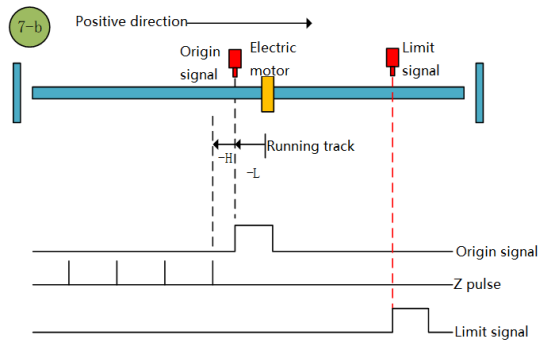 7-b
Positive direction
Origin
signal
Electric
motor
Limit
signal
Running track
-H
-L
Origin signal
Z pulse
Limit signal